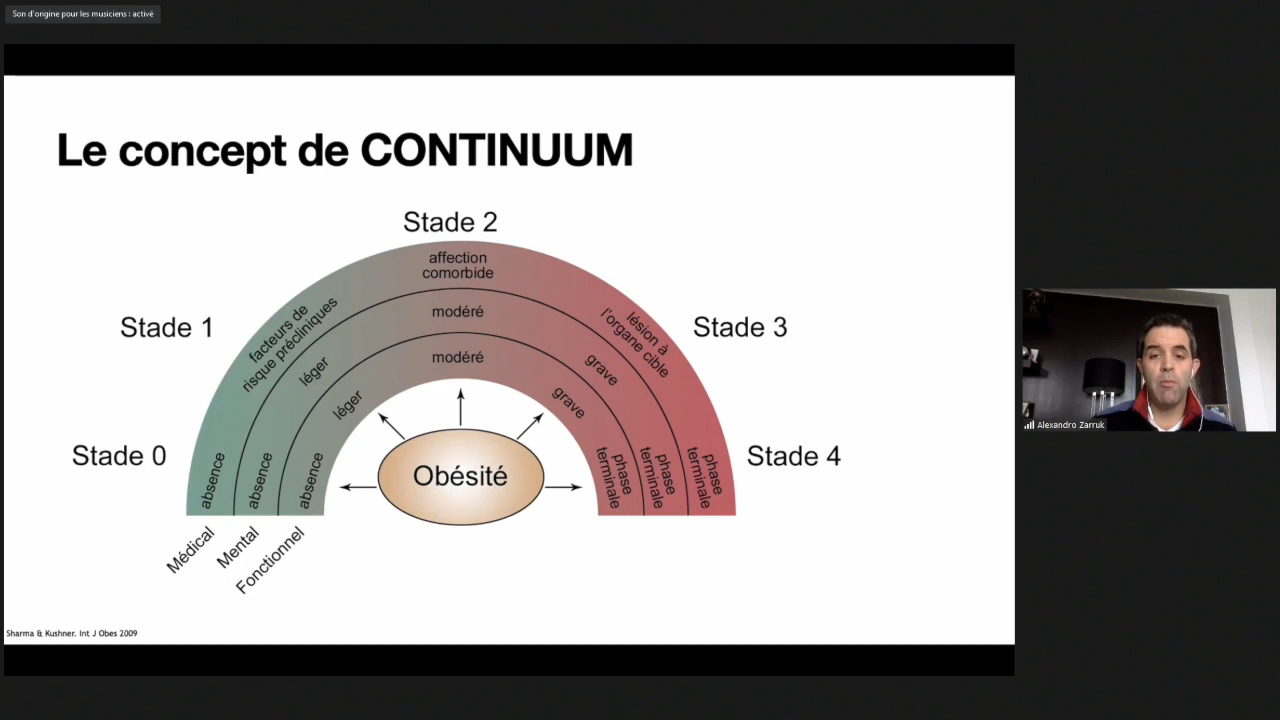 Son d'origine pour les musiciens : activé
Le concept de CONTINUUM
Stade 2
affection
comorbide
Stade 1
facteurs de
risque précliniques
modéré
lésion à
l'organe cible
Stade 3
léger
modéré
grave
léger
grave
Stade 0
absence
absence
absence
Obésité
phase
terminale
phase
terminale
phase
terminale
Stade 4
Médical
Mental
Fonctionnel
Sharma & Kushner. Int J Obes 2009
Alexandro Zarruk